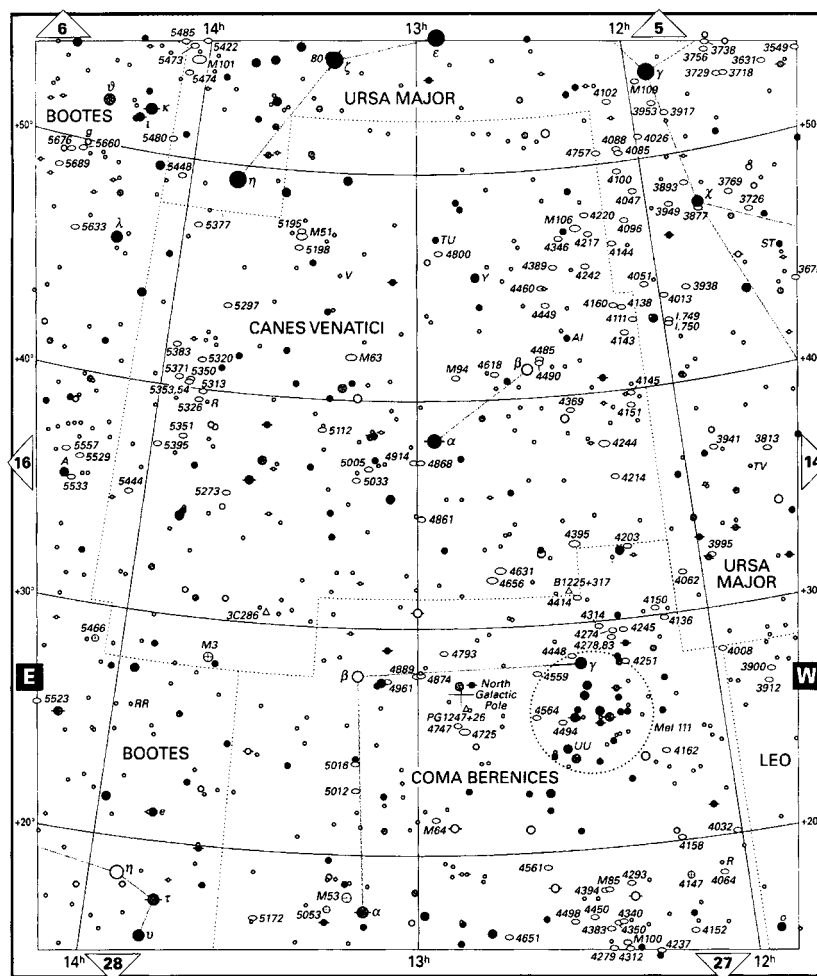 6
14h
13h
12h
5
5485
5422
5473
M101
5474
80
ζ
ε
3738
3756
3549
3631
3729
3718
γ
M109
4102
3953
3917
ϑ
BOOTES
κ
i
URSA MAJOR
+50°
g
5676
5660
5480
5689
5448
4088
4026
4757
4085
4100
3893
3769
η
4047
χ
3726
3949
3877
λ
5633
5377
5195
M51
5198
M106
4220
4096
4346
4217
4144
TU
4800
ST
V
γ
4389
4242
4051
3938
4460
4013
4449
4160
4138
5297
4111
I.749
I.750
CANES VENATICI
AI
4143
+40°
5383
5320
M63
β
4485
4490
M94
4618
5371
5350
5353,54
5313
5326
R
4145
4369
4151
5351
5112
α
5395
4914
4868
4244
3941
3813
16
14
5557
5529
A
5533
5444
5273
5005
5033
4214
TV
4861
4395
4203
3995
4631
4656
4062
URSA MAJOR
B1225+317
4414
+30°
3C286
4150
4314
4136
4274
4245
4278,83
5466
M3
4793
4448
4251
4008
γ
3900
3912
E
W
β
4889
4961
4874
North Galactic Pole
4559
5523
RR
PG1247+26
4747
4725
4564
4494
Mel 111
UU
4162
BOOTES
5016
5012
COMA BERENICES
LEO
e
M64
+20°
4032
4158
η
τ
υ
4561
M85
4293
4394
4147
R
4064
M53
5053
α
5172
4498
4450
4340
4383
4350
4152
σ
4651
M100
4279
4312
4237
14h
28
13h
27
12h